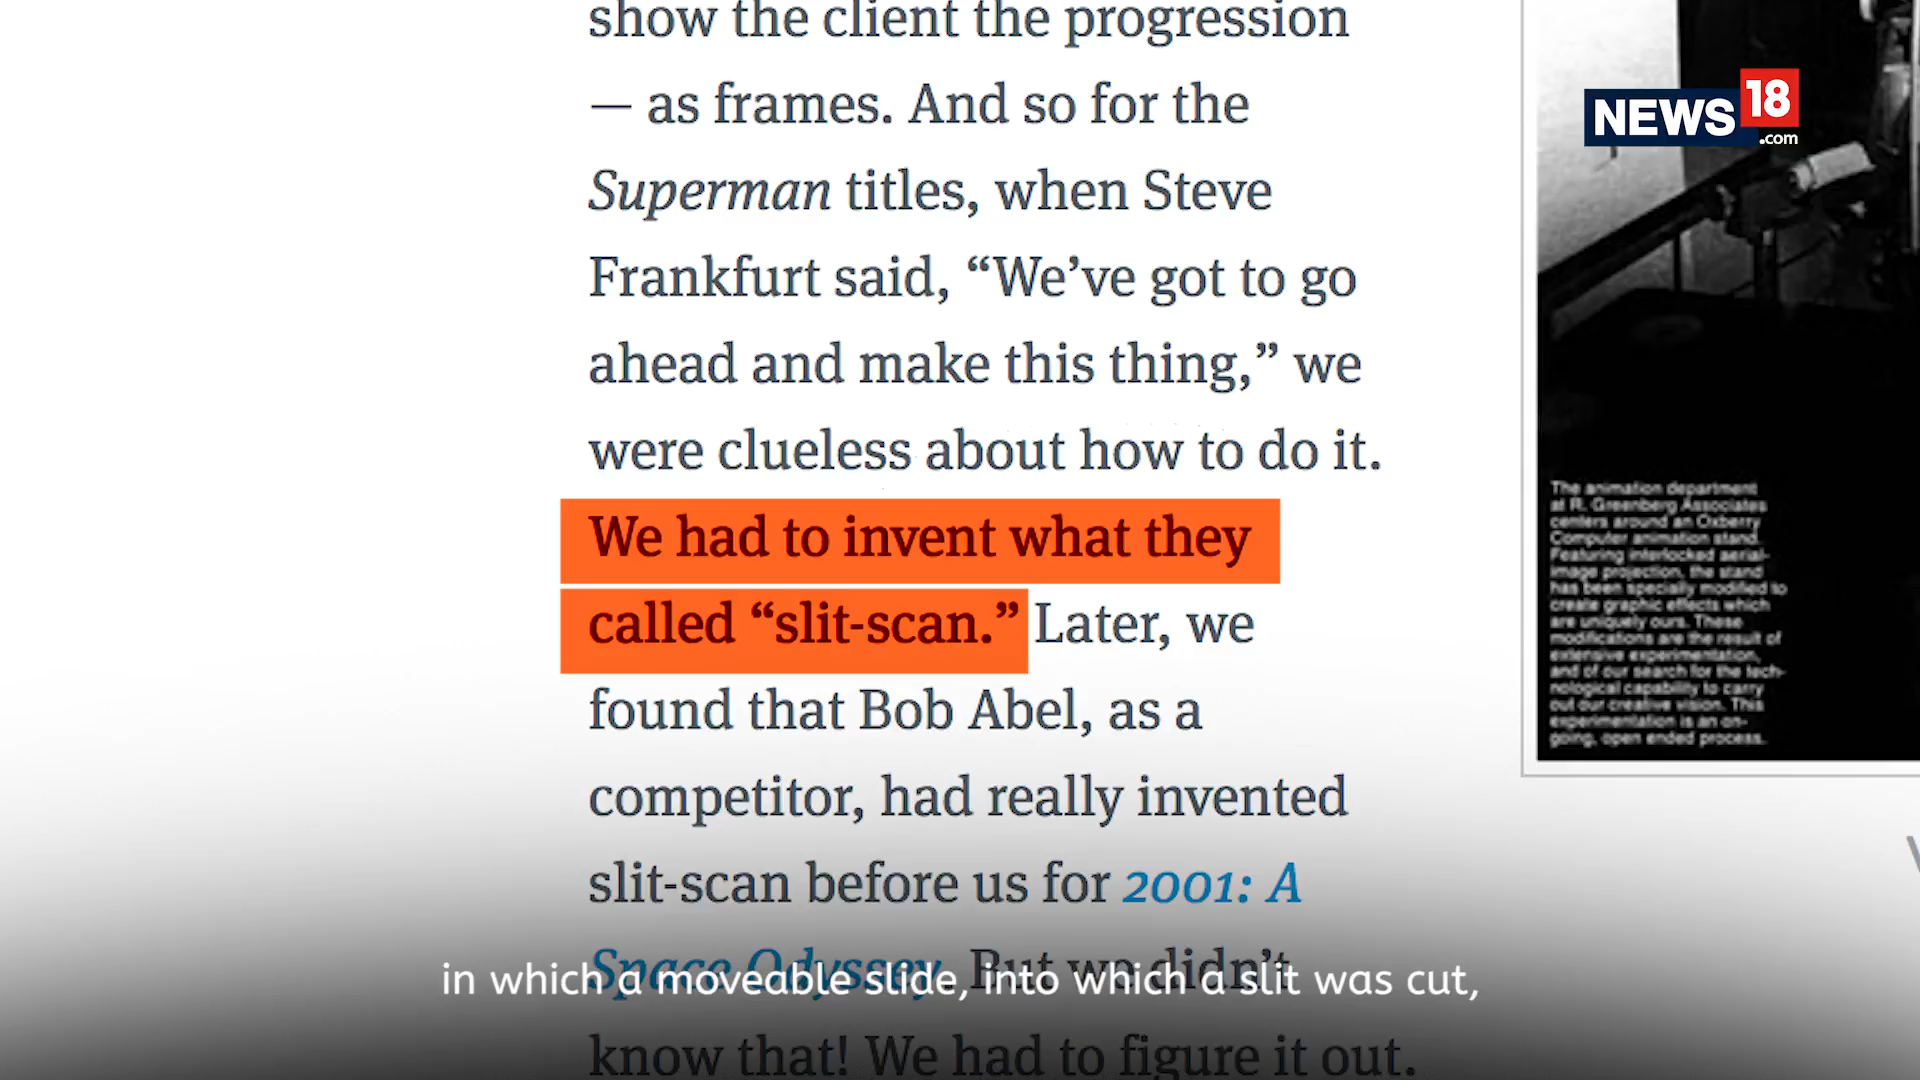 show the client the progression
— as frames. And so for the
Superman titles, when Steve
Frankfurt said, “We’ve got to go
ahead and make this thing,” we
were clueless about how to do it.
We had to invent what they
called “slit-scan.” Later, we
found that Bob Abel, as a
competitor, had really invented
slit-scan before us for 2001: A
Space Odyssey. But we didn’t
know that! We had to figure it out.
in which a moveable slide, into which a slit was cut,
NEWS 18
.com
The animation department
at R. Greenberg Associates
centers around an Oxberry
Computer animation stand.
Featuring interlocked aerial-
image projection, the stand
has been specially modified to
create graphic effects which
are uniquely ours. These
modifications are the result of
extensive experimentation,
and of our search for the tech-
nological capability to carry
out our creative vision. This
experimentation is an on-
going, open ended process.